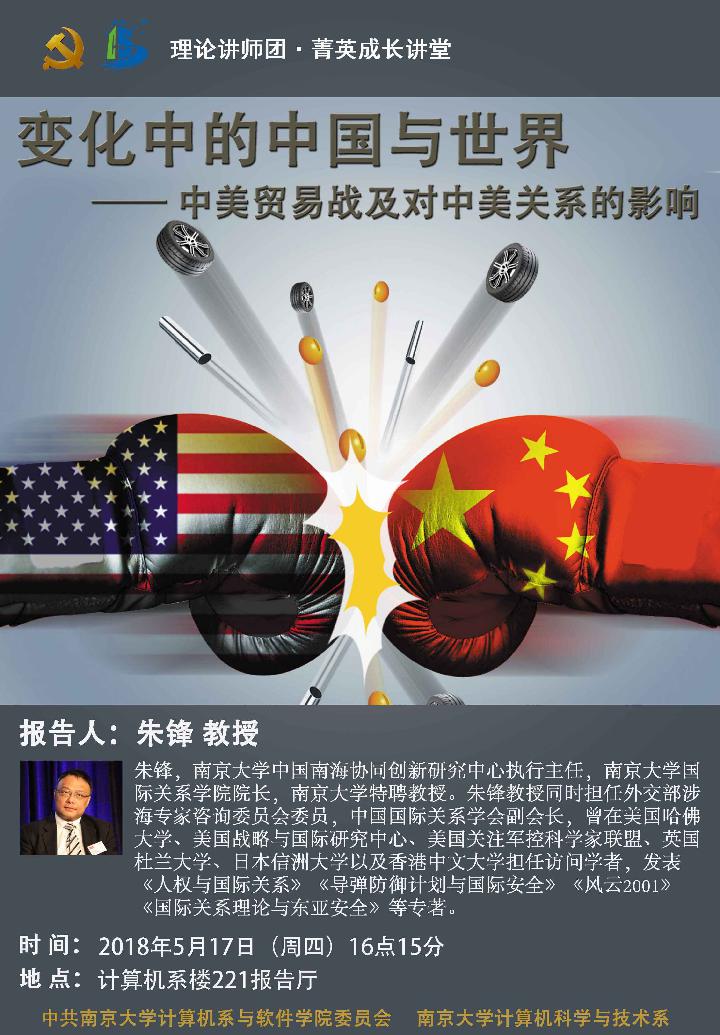 理论讲师团·菁英成长讲堂
变化中的中国与世界
——中美贸易战及对中美关系的影响
报告人：朱锋 教授
朱锋，南京大学中国南海协同创新研究中心执行主任，南京大学国
际关系学院院长，南京大学特聘教授。朱锋教授同时担任外交部涉
海专家咨询委员会委员，中国国际关系学会副会长，曾在美国哈佛
大学、美国战略与国际研究中心、美国关注军控科学家联盟、英国
杜兰大学、日本信洲大学以及香港中文大学担任访问学者，发表
《人权与国际关系》《导弹防御计划与国际安全》《风云2001》
《国际关系理论与东亚安全》等专著。
时 间： 2018年5月17日（周四）16点15分
地 点： 计算机系楼221报告厅
中共南京大学计算机系与软件学院委员会 南京大学计算机科学与技术系